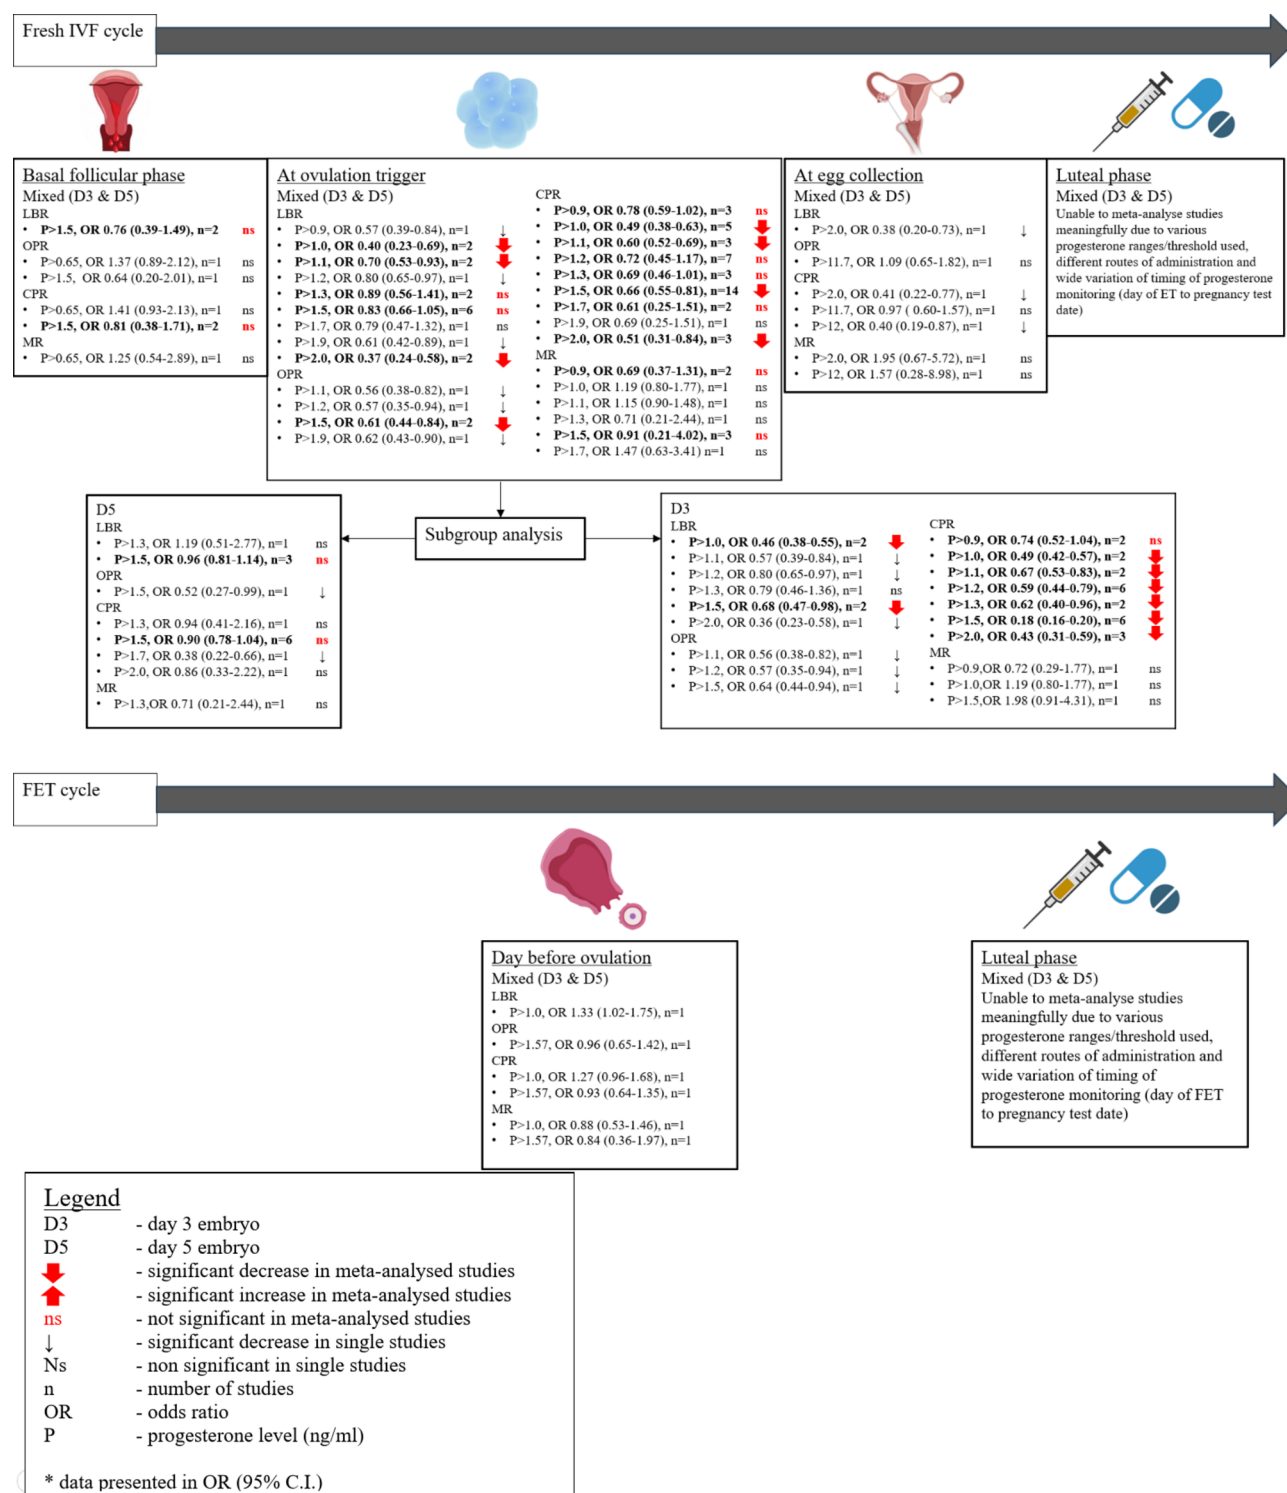 Fresh IVF cycle
Basal follicular phase
Mixed (D3 & D5)
LBR
• P>1.5, OR 0.76 (0.39-1.49), n=2 ns
OPR
• P>0.65, OR 1.37 (0.89-2.12), n=1 ns
• P>1.5, OR 0.64 (0.20-2.01), n=1 ns
CPR
• P>0.65, OR 1.41 (0.93-2.13), n=1 ns
• P>1.5, OR 0.81 (0.38-1.71), n=2 ns
MR
• P>0.65, OR 1.25 (0.54-2.89), n=1 ns
At ovulation trigger
Mixed (D3 & D5)
LBR
• P>0.9, OR 0.57 (0.39-0.84), n=1 ↓
• P>1.0, OR 0.40 (0.23-0.69), n=2 🡇
• P>1.1, OR 0.70 (0.53-0.93), n=2 🡇
• P>1.2, OR 0.80 (0.65-0.97), n=1 ↓
• P>1.3, OR 0.89 (0.56-1.41), n=2 ns
• P>1.5, OR 0.83 (0.66-1.05), n=6 ns
• P>1.7, OR 0.79 (0.47-1.32), n=1 ns
• P>1.9, OR 0.61 (0.42-0.89), n=1 ↓
• P>2.0, OR 0.37 (0.24-0.58), n=2 🡇
OPR
• P>1.1, OR 0.56 (0.38-0.82), n=1 ↓
• P>1.2, OR 0.57 (0.35-0.94), n=1 ↓
• P>1.5, OR 0.61 (0.44-0.84), n=2 🡇
• P>1.9, OR 0.62 (0.43-0.90), n=1 ↓
CPR
• P>0.9, OR 0.78 (0.59-1.02), n=3 ns
• P>1.0, OR 0.49 (0.38-0.63), n=5 🡇
• P>1.1, OR 0.60 (0.52-0.69), n=3 🡇
• P>1.2, OR 0.72 (0.45-1.17), n=7 ns
• P>1.3, OR 0.69 (0.46-1.01), n=3 ns
• P>1.5, OR 0.66 (0.55-0.81), n=14 🡇
• P>1.7, OR 0.61 (0.25-1.51), n=2 ns
• P>1.9, OR 0.69 (0.25-1.51), n=1 ns
• P>2.0, OR 0.51 (0.31-0.84), n=3 🡇
MR
• P>0.9, OR 0.69 (0.37-1.31), n=2 ns
• P>1.0, OR 1.19 (0.80-1.77), n=1 ns
• P>1.1, OR 1.15 (0.90-1.48), n=1 ns
• P>1.3, OR 0.71 (0.21-2.44), n=1 ns
• P>1.5, OR 0.91 (0.21-4.02), n=3 ns
• P>1.7, OR 1.47 (0.63-3.41) n=1 ns
At egg collection
Mixed (D3 & D5)
LBR
• P>2.0, OR 0.38 (0.20-0.73), n=1 ↓
OPR
• P>11.7, OR 1.09 (0.65-1.82), n=1 ns
CPR
• P>2.0, OR 0.41 (0.22-0.77), n=1 ↓
• P>11.7, OR 0.97 ( 0.60-1.57), n=1 ns
• P>12, OR 0.40 (0.19-0.87), n=1 ↓
MR
• P>2.0, OR 1.95 (0.67-5.72), n=1 ns
• P>12, OR 1.57 (0.28-8.98), n=1 ns
Luteal phase
Mixed (D3 & D5)
Unable to meta-analyse studies
meaningfully due to various
progesterone ranges/threshold used,
different routes of administration and
wide variation of timing of progesterone
monitoring (day of ET to pregnancy test
date)
D5
LBR
• P>1.3, OR 1.19 (0.51-2.77), n=1 ns
• P>1.5, OR 0.96 (0.81-1.14), n=3 ns
OPR
• P>1.5, OR 0.52 (0.27-0.99), n=1 ↓
CPR
• P>1.3, OR 0.94 (0.41-2.16), n=1 ns
• P>1.5, OR 0.90 (0.78-1.04), n=6 ns
• P>1.7, OR 0.38 (0.22-0.66), n=1 ↓
• P>2.0, OR 0.86 (0.33-2.22), n=1 ns
MR
• P>1.3,OR 0.71 (0.21-2.44), n=1 ns
Subgroup analysis
D3
LBR
• P>1.0, OR 0.46 (0.38-0.55), n=2 🡇
• P>1.1, OR 0.57 (0.39-0.84), n=1 ↓
• P>1.2, OR 0.80 (0.65-0.97), n=1 ↓
• P>1.3, OR 0.79 (0.46-1.36), n=1 ns
• P>1.5, OR 0.68 (0.47-0.98), n=2 🡇
• P>2.0, OR 0.36 (0.23-0.58), n=1 ↓
OPR
• P>1.1, OR 0.56 (0.38-0.82), n=1 ↓
• P>1.2, OR 0.57 (0.35-0.94), n=1 ↓
• P>1.5, OR 0.64 (0.44-0.94), n=1 ↓
CPR
• P>0.9, OR 0.74 (0.52-1.04), n=2 ns
• P>1.0, OR 0.49 (0.42-0.57), n=2 🡇
• P>1.1, OR 0.67 (0.53-0.83), n=2 🡇
• P>1.2, OR 0.59 (0.44-0.79), n=6 🡇
• P>1.3, OR 0.62 (0.40-0.96), n=2 🡇
• P>1.5, OR 0.18 (0.16-0.20), n=6 🡇
• P>2.0, OR 0.43 (0.31-0.59), n=3 🡇
MR
• P>0.9,OR 0.72 (0.29-1.77), n=1 ns
• P>1.0,OR 1.19 (0.80-1.77), n=1 ns
• P>1.5,OR 1.98 (0.91-4.31), n=1 ns
FET cycle
Day before ovulation
Mixed (D3 & D5)
LBR
• P>1.0, OR 1.33 (1.02-1.75), n=1
OPR
• P>1.57, OR 0.96 (0.65-1.42), n=1
CPR
• P>1.0, OR 1.27 (0.96-1.68), n=1
• P>1.57, OR 0.93 (0.64-1.35), n=1
MR
• P>1.0, OR 0.88 (0.53-1.46), n=1
• P>1.57, OR 0.84 (0.36-1.97), n=1
Luteal phase
Mixed (D3 & D5)
Unable to meta-analyse studies
meaningfully due to various
progesterone ranges/threshold used,
different routes of administration and
wide variation of timing of
progesterone monitoring (day of FET
to pregnancy test date)
Legend
D3 - day 3 embryo
D5 - day 5 embryo
🡇 - significant decrease in meta-analysed studies
🡅 - significant increase in meta-analysed studies
ns - not significant in meta-analysed studies
↓ - significant decrease in single studies
Ns - non significant in single studies
n - number of studies
OR - odds ratio
P - progesterone level (ng/ml)
* data presented in OR (95% C.I.)